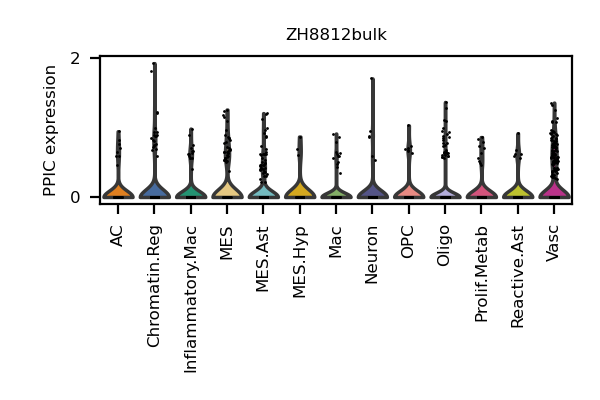 ZH8812bulk
PPIC expression
2
0
AC
Chromatin.Reg
Inflammatory.Mac
MES
MES.Ast
MES.Hyp
Mac
Neuron
OPC
Oligo
Prolif.Metab
Reactive.Ast
Vasc